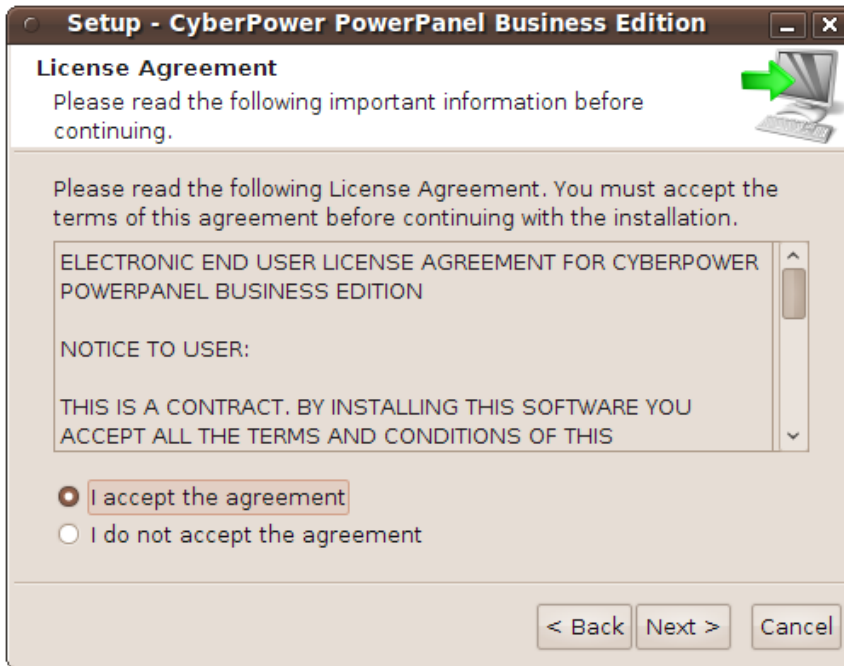 Setup - CyberPower PowerPanel Business Edition
License Agreement
Please read the following important information before
continuing.
Please read the following License Agreement. You must accept the
terms of this agreement before continuing with the installation.
ELECTRONIC END USER LICENSE AGREEMENT FOR CYBERPOWER
POWERPANEL BUSINESS EDITION
NOTICE TO USER:
THIS IS A CONTRACT. BY INSTALLING THIS SOFTWARE YOU
ACCEPT ALL THE TERMS AND CONDITIONS OF THIS
I accept the agreement
I do not accept the agreement
< Back Next > Cancel